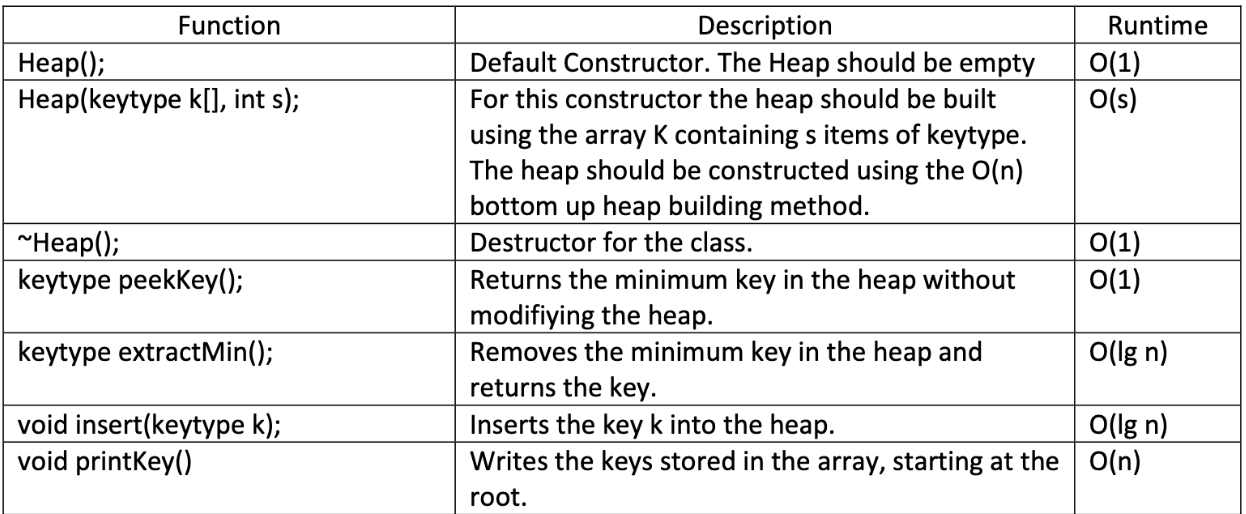 Function Description Runtime
Heap(); Default Constructor. The Heap should be empty O(1)
Heap(keytype k[], int s); For this constructor the heap should be built O(s)
using the array K containing s items of keytype.
The heap should be constructed using the O(n)
bottom up heap building method.
~Heap(); Destructor for the class. O(1)
keytype peekKey(); Returns the minimum key in the heap without O(1)
modifiying the heap.
keytype extractMin(); Removes the minimum key in the heap and O(lg n)
returns the key.
void insert(keytype k); Inserts the key k into the heap. O(lg n)
void printKey() Writes the keys stored in the array, starting at the O(n)
root.